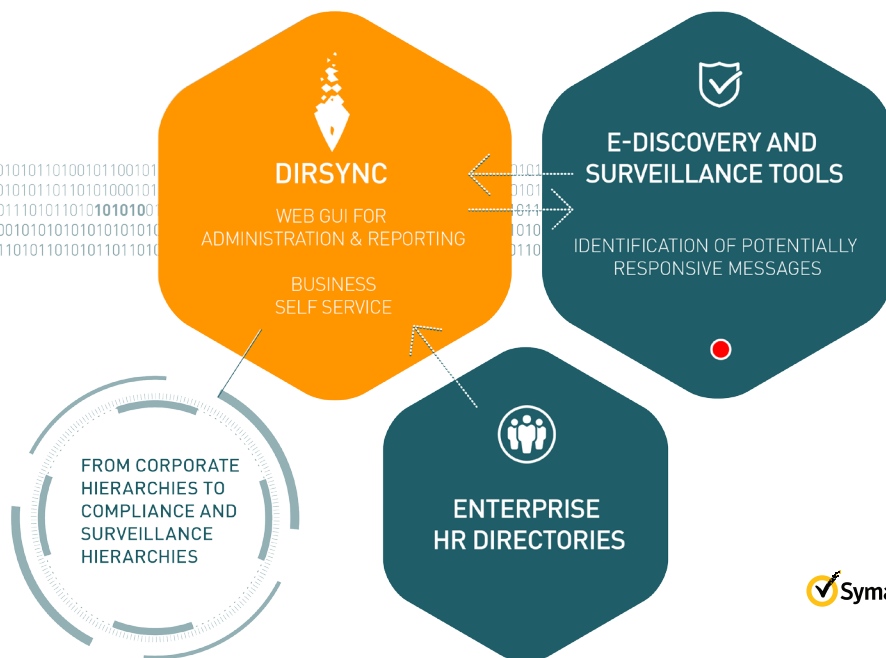 DIRSYNC
WEB GUI FOR
ADMINISTRATION & REPORTING
BUSINESS
SELF SERVICE
E-DISCOVERY AND
SURVEILLANCE TOOLS
IDENTIFICATION OF POTENTIALLY
RESPONSIVE MESSAGES
FROM CORPORATE
HIERARCHIES TO
COMPLIANCE AND
SURVEILLANCE
HIERARCHIES
ENTERPRISE
HR DIRECTORIES
Syma